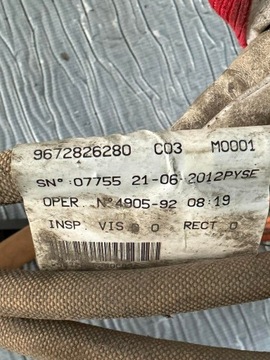 9672826280 C03 M0001
SN°:07755 21-06-2012PYSE
OPER. N°4905-92 08:19
INSP. VIS 0 0 RECT 0